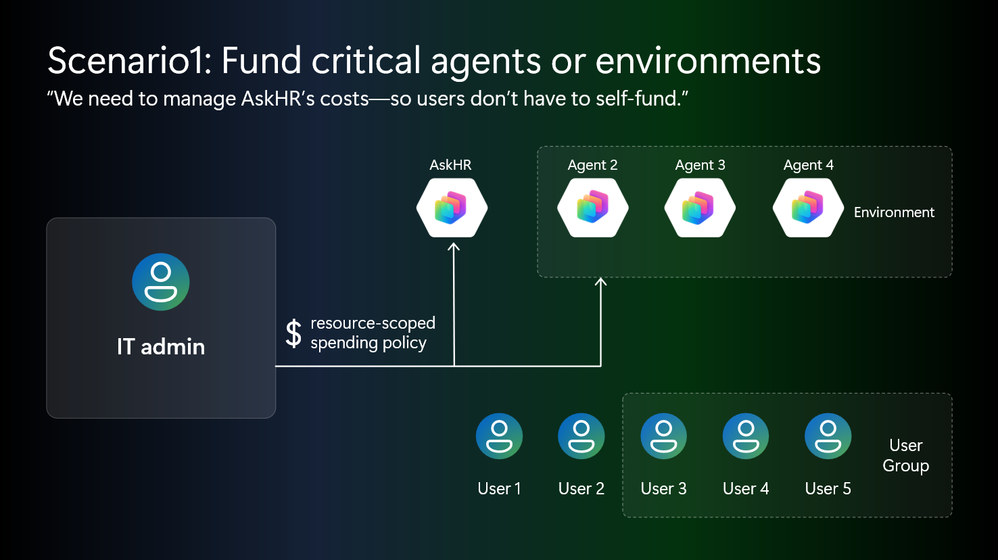 Scenario1: Fund critical agents or environments
“We need to manage AskHR’s costs—so users don’t have to self-fund.”
AskHR
Agent 2
Agent 3
Agent 4
Environment
IT admin
$ resource-scoped
spending policy
User 1
User 2
User 3
User 4
User 5
User
Group